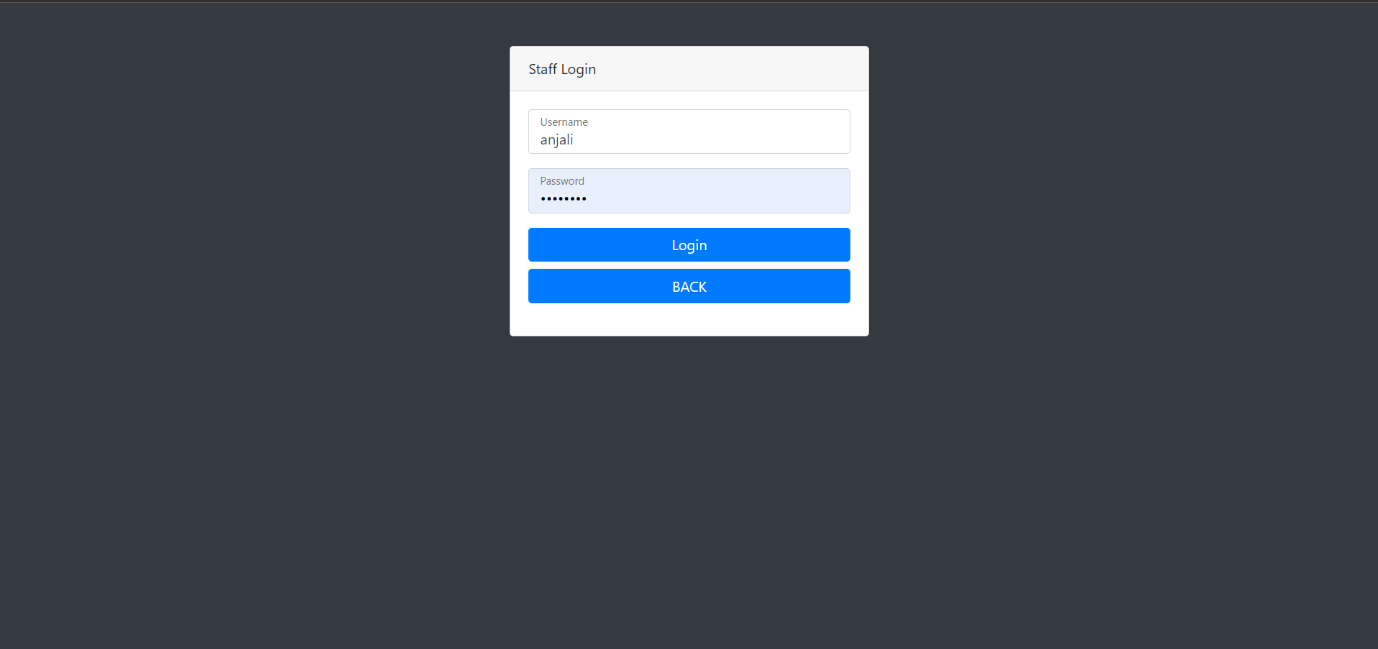 Staff Login
Username
anjali
Password
••••••••
Login
BACK